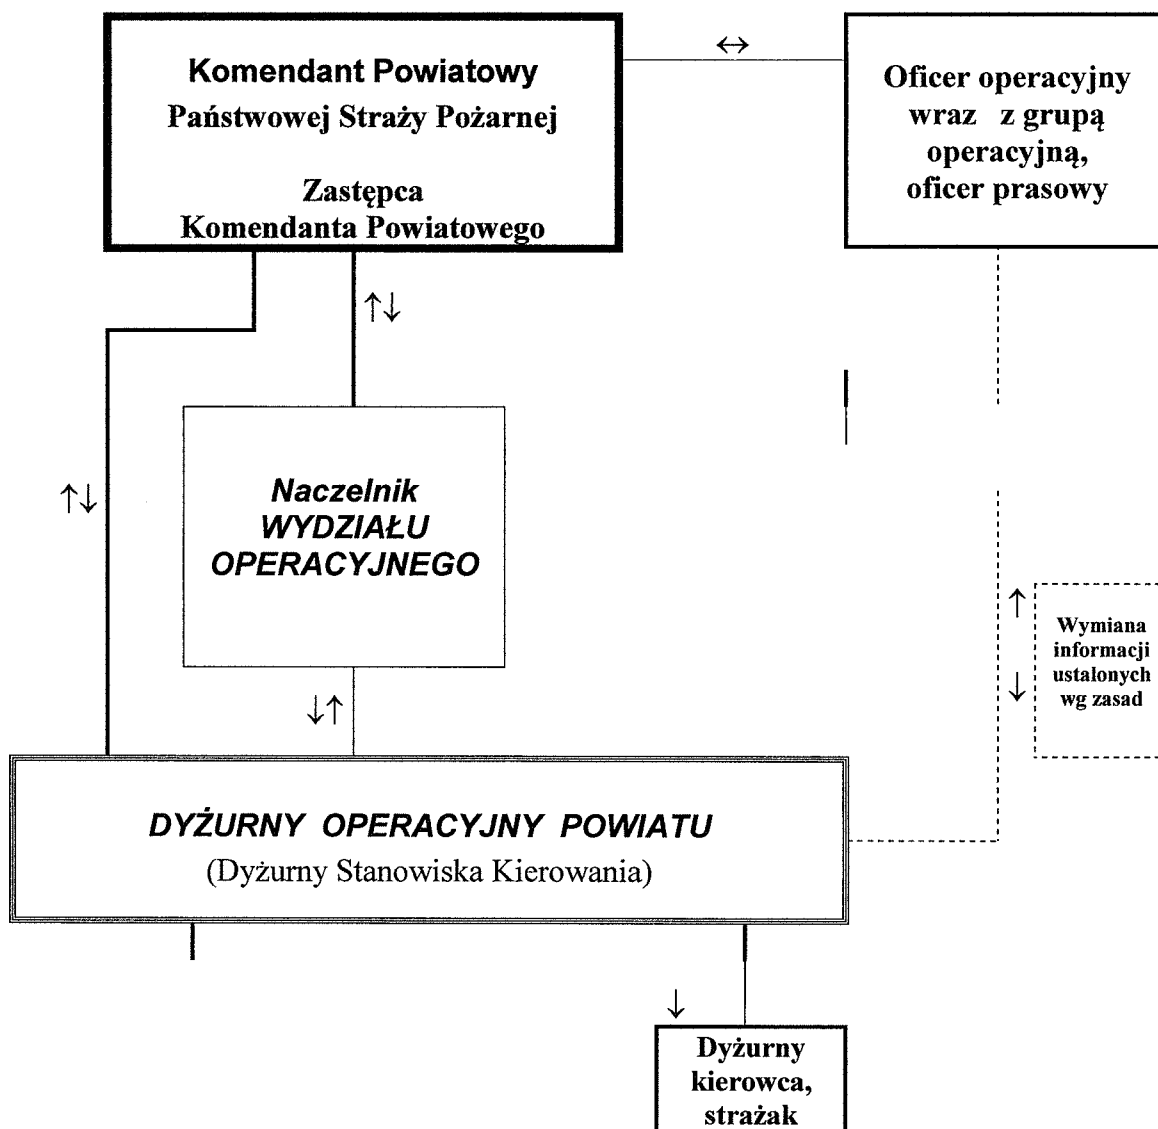 Komendant Powiatowy
Państwowej Straży Pożarnej
Zastępca
Komendanta Powiatowego
↔
Oficer operacyjny
wraz z grupą
operacyjną,
oficer prasowy
↑↓
↑↓
Naczelnik
WYDZIAŁU
OPERACYJNEGO
↑
↓
Wymiana
informacji
ustalonych
wg zasad
↓↑
DYŻURNY OPERACYJNY POWIATU
(Dyżurny Stanowiska Kierowania)
↓
Dyżurny
kierowca,
strażak